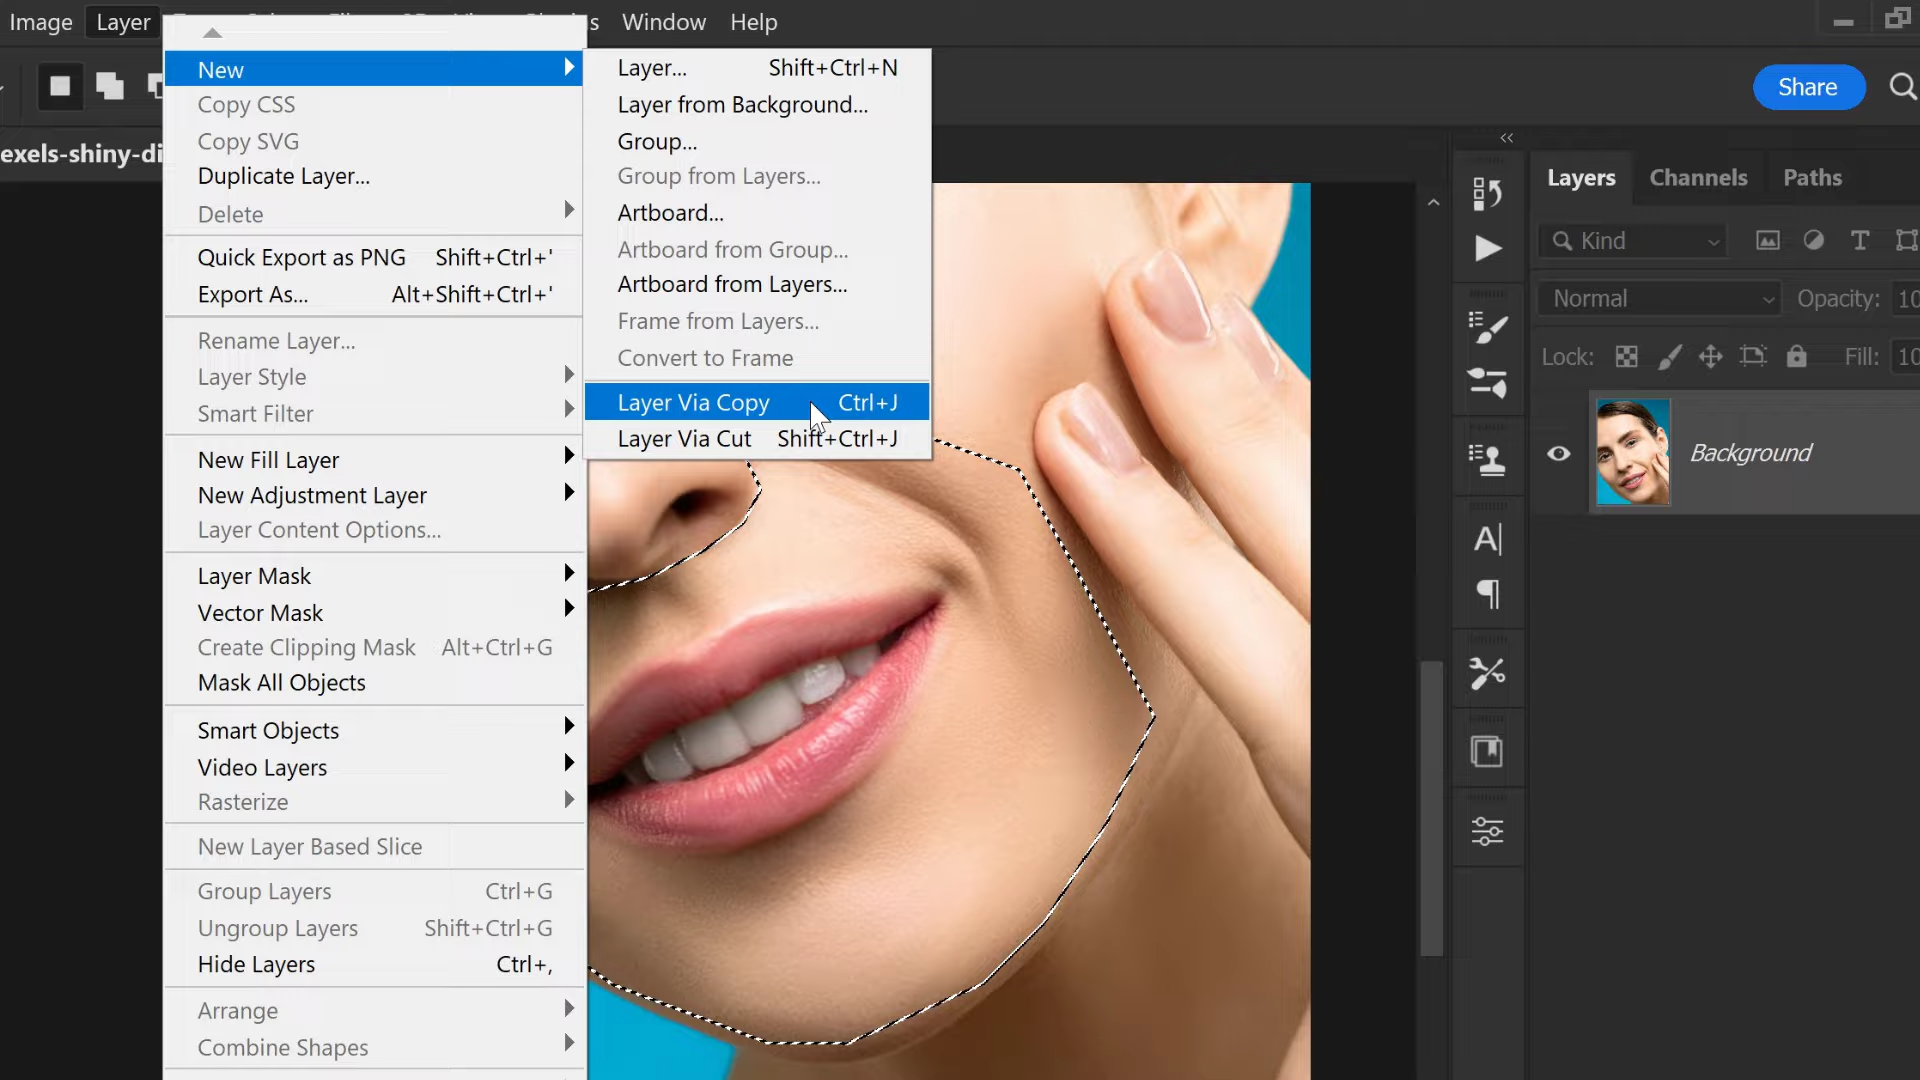 Image Layer Window Help
Share
exels-shiny-di
New
Copy CSS
Copy SVG
Duplicate Layer...
Delete
Quick Export as PNG Shift+Ctrl+'
Export As... Alt+Shift+Ctrl+'
Rename Layer...
Layer Style
Smart Filter
New Fill Layer
New Adjustment Layer
Layer Content Options...
Layer Mask
Vector Mask
Create Clipping Mask Alt+Ctrl+G
Mask All Objects
Smart Objects
Video Layers
Rasterize
New Layer Based Slice
Group Layers Ctrl+G
Ungroup Layers Shift+Ctrl+G
Hide Layers Ctrl+,
Arrange
Combine Shapes
Layer... Shift+Ctrl+N
Layer from Background...
Group...
Group from Layers...
Artboard...
Artboard from Group...
Artboard from Layers...
Frame from Layers...
Convert to Frame
Layer Via Copy Ctrl+J
Layer Via Cut Shift+Ctrl+J
Layers Channels Paths
Kind
Normal Opacity: 10
Lock: Fill: 10
Background